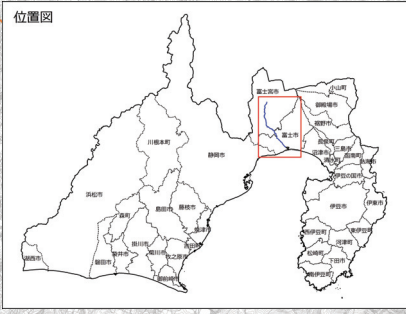 位置図
小山町
富士宮市
御殿場市
裾野市
富士市
長泉町
三島市
沼津市
清水町
函南町
熱海市
伊豆の国市
川根本町
静岡市
浜松市
伊豆市
伊東市
森町
島田市
藤枝市
焼津市
西伊豆町
東伊豆町
掛川市
吉田町
河津町
湖西市
磐田市
袋井市
菊川市
牧之原市
松崎町
下田市
御前崎市
南伊豆町